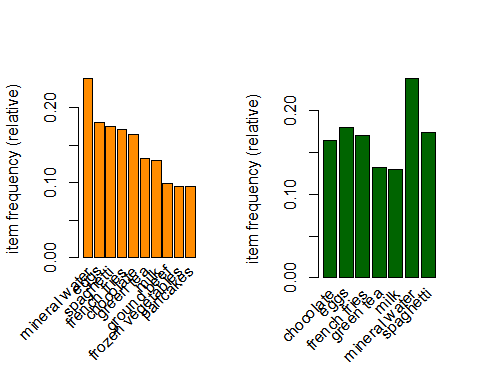 item frequency (relative)
0.00
0.10
0.20
mineral water
eggs
spaghetti
french fries
chocolate
green tea
milk
ground beef
frozen vegetables
pancakes
item frequency (relative)
0.00
0.10
0.20
chocolate
eggs
french fries
green tea
milk
mineral water
spaghetti